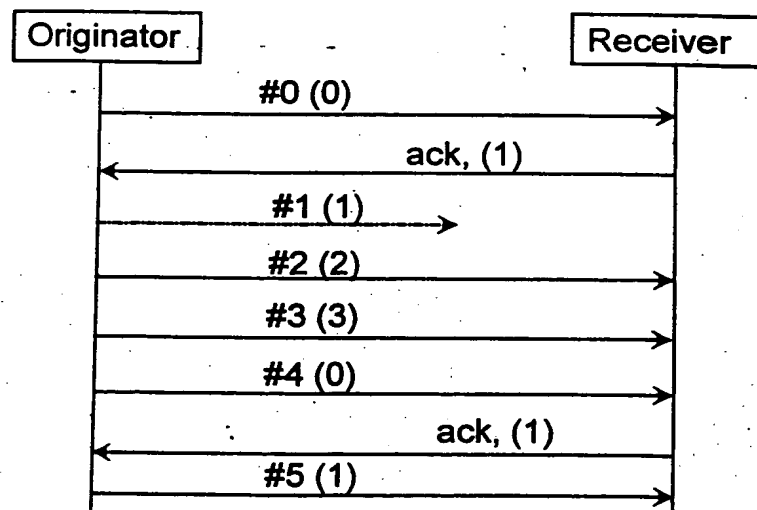 Originator
Receiver
#0 (0)
ack, (1)
#1 (1)
#2 (2)
#3 (3)
#4 (0)
ack, (1)
#5 (1)